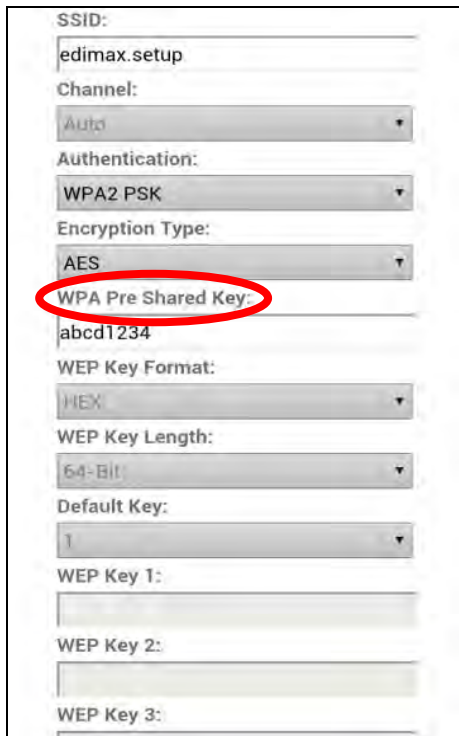 SSID:
edimax.setup
Channel:
Auto
Authentication:
WPA2 PSK
Encryption Type:
AES
WPA Pre Shared Key:
abcd1234
WEP Key Format:
HEX
WEP Key Length:
64-Bit
Default Key:
1
WEP Key 1:
WEP Key 2:
WEP Key 3: